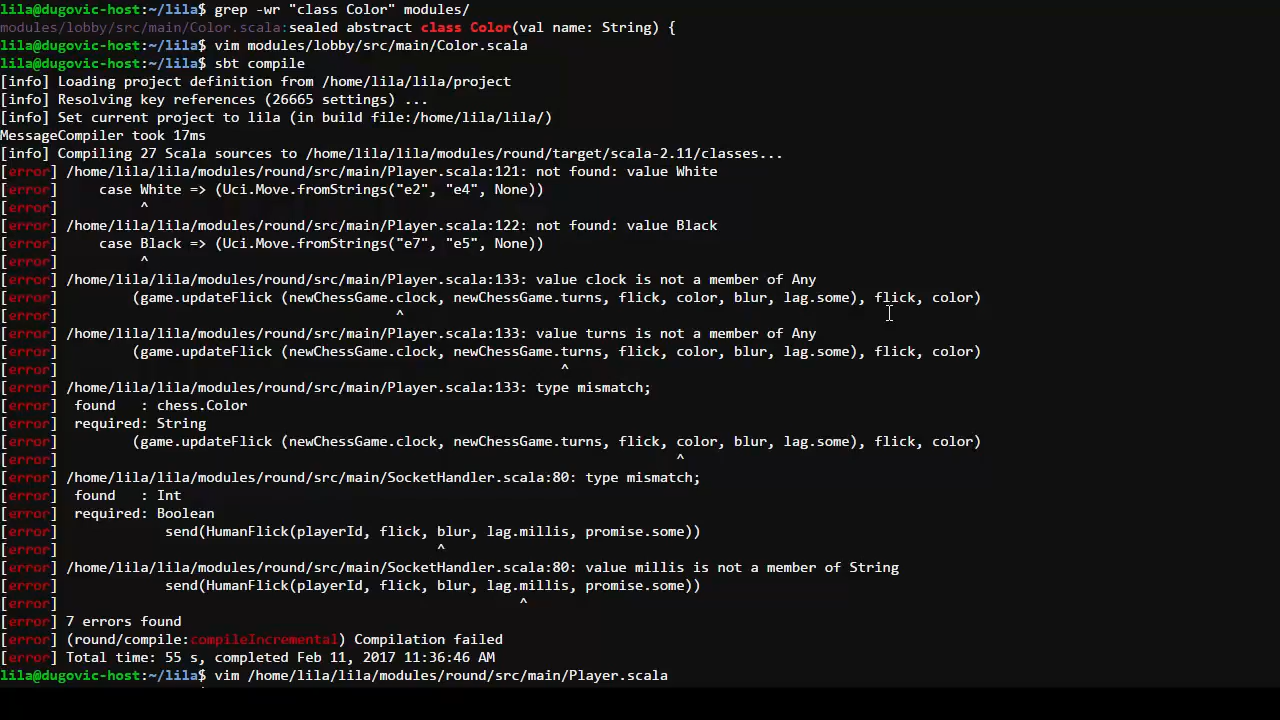 lila@dugovic-host:~/lila$ grep -wr "class Color" modules/
modules/lobby/src/main/Color.scala:sealed abstract class Color(val name: String) {
lila@dugovic-host:~/lila$ vim modules/lobby/src/main/Color.scala
lila@dugovic-host:~/lila$ sbt compile
[info] Loading project definition from /home/lila/lila/project
[info] Resolving key references (26665 settings) ...
[info] Set current project to lila (in build file:/home/lila/lila/)
MessageCompiler took 17ms
[info] Compiling 27 Scala sources to /home/lila/lila/modules/round/target/scala-2.11/classes...
[error] /home/lila/lila/modules/round/src/main/Player.scala:121: not found: value White
[error]     case White => (Uci.Move.fromStrings("e2", "e4", None))
[error]          ^
[error] /home/lila/lila/modules/round/src/main/Player.scala:122: not found: value Black
[error]     case Black => (Uci.Move.fromStrings("e7", "e5", None))
[error]          ^
[error] /home/lila/lila/modules/round/src/main/Player.scala:133: value clock is not a member of Any
[error]         (game.updateFlick (newChessGame.clock, newChessGame.turns, flick, color, blur, lag.some), flick, color)
[error]                                         ^
[error] /home/lila/lila/modules/round/src/main/Player.scala:133: value turns is not a member of Any
[error]         (game.updateFlick (newChessGame.clock, newChessGame.turns, flick, color, blur, lag.some), flick, color)
[error]                                                             ^
[error] /home/lila/lila/modules/round/src/main/Player.scala:133: type mismatch;
[error]  found   : chess.Color
[error]  required: String
[error]         (game.updateFlick (newChessGame.clock, newChessGame.turns, flick, color, blur, lag.some), flick, color)
[error]                                                                           ^
[error] /home/lila/lila/modules/round/src/main/SocketHandler.scala:80: type mismatch;
[error]  found   : Int
[error]  required: Boolean
[error]             send(HumanFlick(playerId, flick, blur, lag.millis, promise.some))
[error]                                              ^
[error] /home/lila/lila/modules/round/src/main/SocketHandler.scala:80: value millis is not a member of String
[error]             send(HumanFlick(playerId, flick, blur, lag.millis, promise.some))
[error]                                                        ^
[error] 7 errors found
[error] (round/compile:compileIncremental) Compilation failed
[error] Total time: 55 s, completed Feb 11, 2017 11:36:46 AM
lila@dugovic-host:~/lila$ vim /home/lila/lila/modules/round/src/main/Player.scala